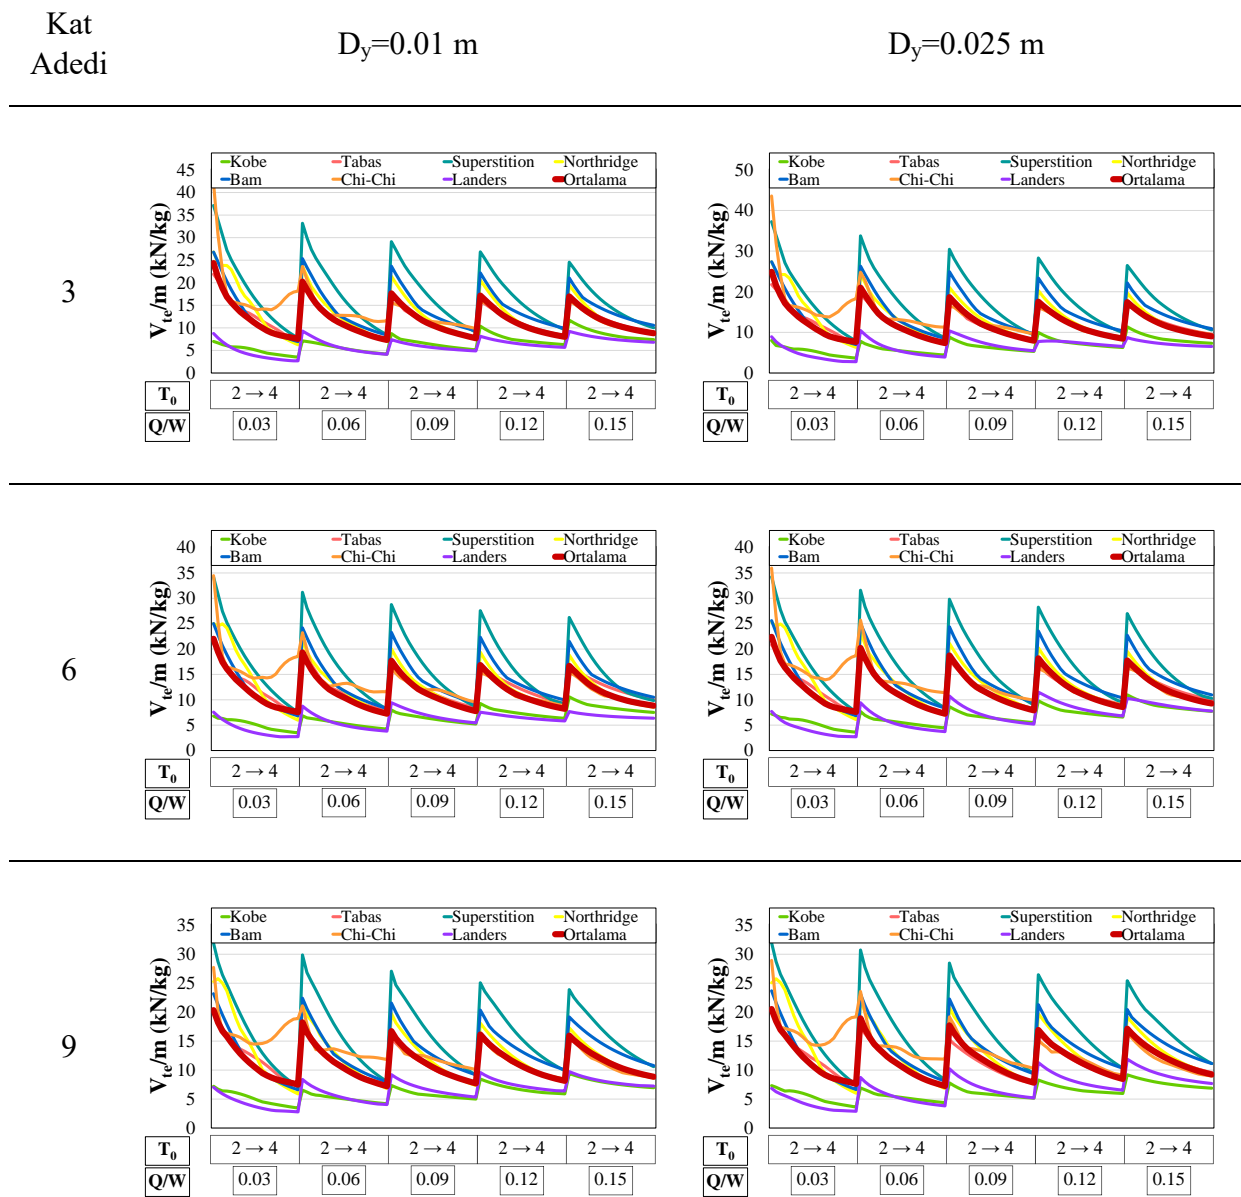 Kat
Adedi
Dy=0.01 m
Dy=0.025 m
3
Vte/m (kN/kg)
45
40
35
30
25
20
15
10
5
0
Kobe Tabas Superstition Northridge
Bam Chi-Chi Landers Ortalama
T0 2 → 4 2 → 4 2 → 4 2 → 4 2 → 4
Q/W 0.03 0.06 0.09 0.12 0.15
Vte/m (kN/kg)
50
40
30
20
10
0
Kobe Tabas Superstition Northridge
Bam Chi-Chi Landers Ortalama
T0 2 → 4 2 → 4 2 → 4 2 → 4 2 → 4
Q/W 0.03 0.06 0.09 0.12 0.15
6
Vte/m (kN/kg)
40
35
30
25
20
15
10
5
0
Kobe Tabas Superstition Northridge
Bam Chi-Chi Landers Ortalama
T0 2 → 4 2 → 4 2 → 4 2 → 4 2 → 4
Q/W 0.03 0.06 0.09 0.12 0.15
Vte/m (kN/kg)
40
35
30
25
20
15
10
5
0
Kobe Tabas Superstition Northridge
Bam Chi-Chi Landers Ortalama
T0 2 → 4 2 → 4 2 → 4 2 → 4 2 → 4
Q/W 0.03 0.06 0.09 0.12 0.15
9
Vte/m (kN/kg)
35
30
25
20
15
10
5
0
Kobe Tabas Superstition Northridge
Bam Chi-Chi Landers Ortalama
T0 2 → 4 2 → 4 2 → 4 2 → 4 2 → 4
Q/W 0.03 0.06 0.09 0.12 0.15
Vte/m (kN/kg)
35
30
25
20
15
10
5
0
Kobe Tabas Superstition Northridge
Bam Chi-Chi Landers Ortalama
T0 2 → 4 2 → 4 2 → 4 2 → 4 2 → 4
Q/W 0.03 0.06 0.09 0.12 0.15